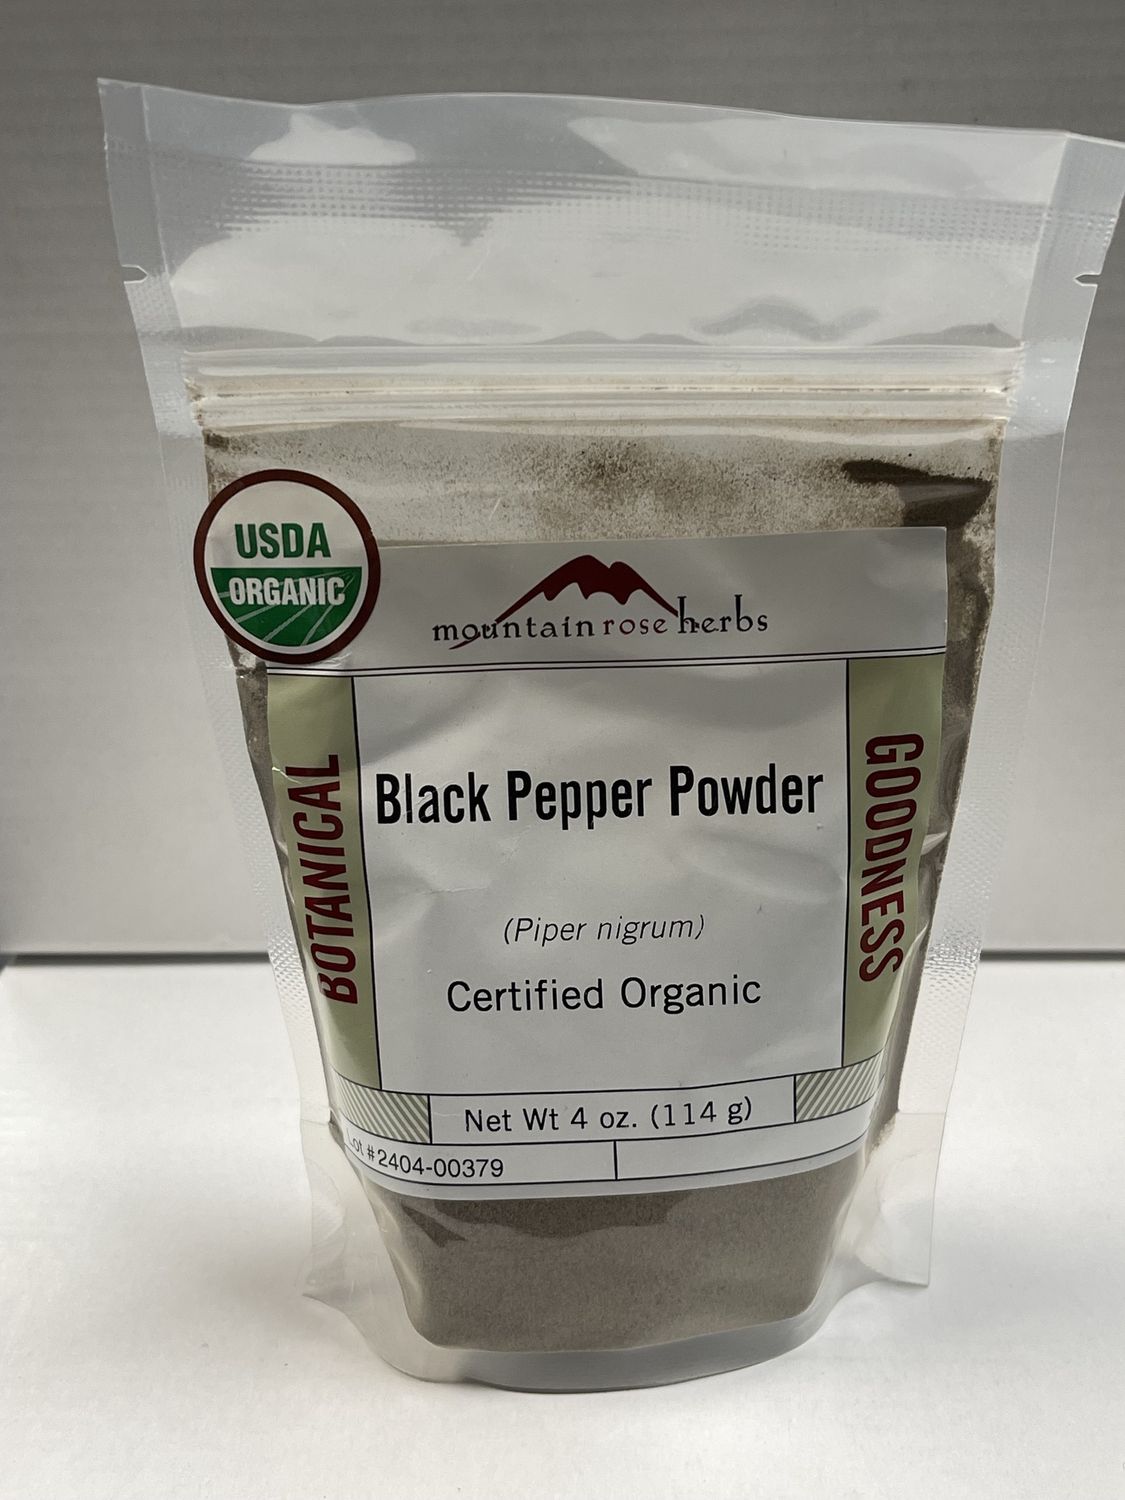 USDA
ORGANIC
mountain rose herbs
BOTANICAL
GOODNESS
Black Pepper Powder
(Piper nigrum)
Certified Organic
Net Wt 4 oz. (114 g)
Lot #2404-00379